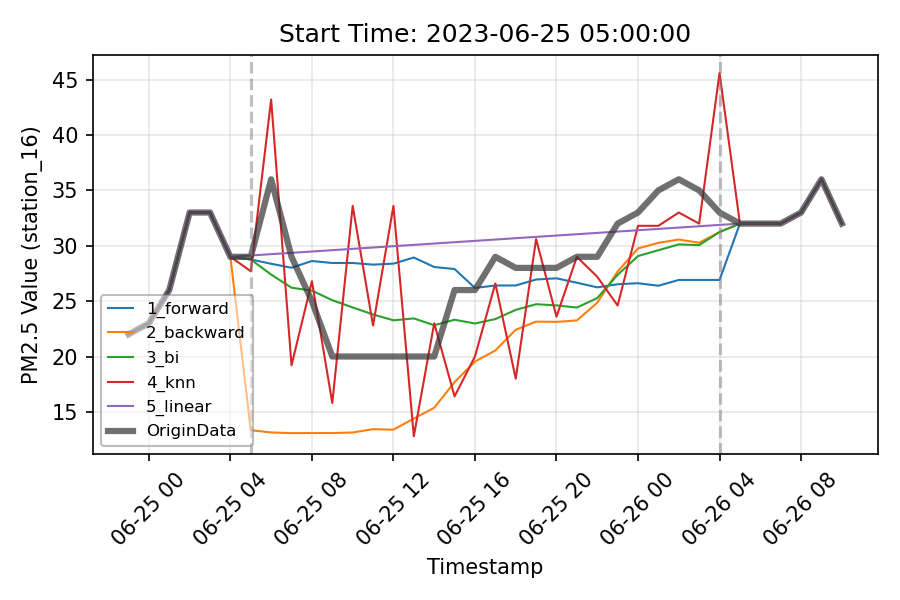 Start Time: 2023-06-25 05:00:00
PM2.5 Value (station_16)
45
40
35
30
25
20
15
1_forward
2_backward
3_bi
4_knn
5_linear
OriginData
06-25 00
06-25 04
06-25 08
06-25 12
06-25 16
06-25 20
06-26 00
06-26 04
06-26 08
Timestamp